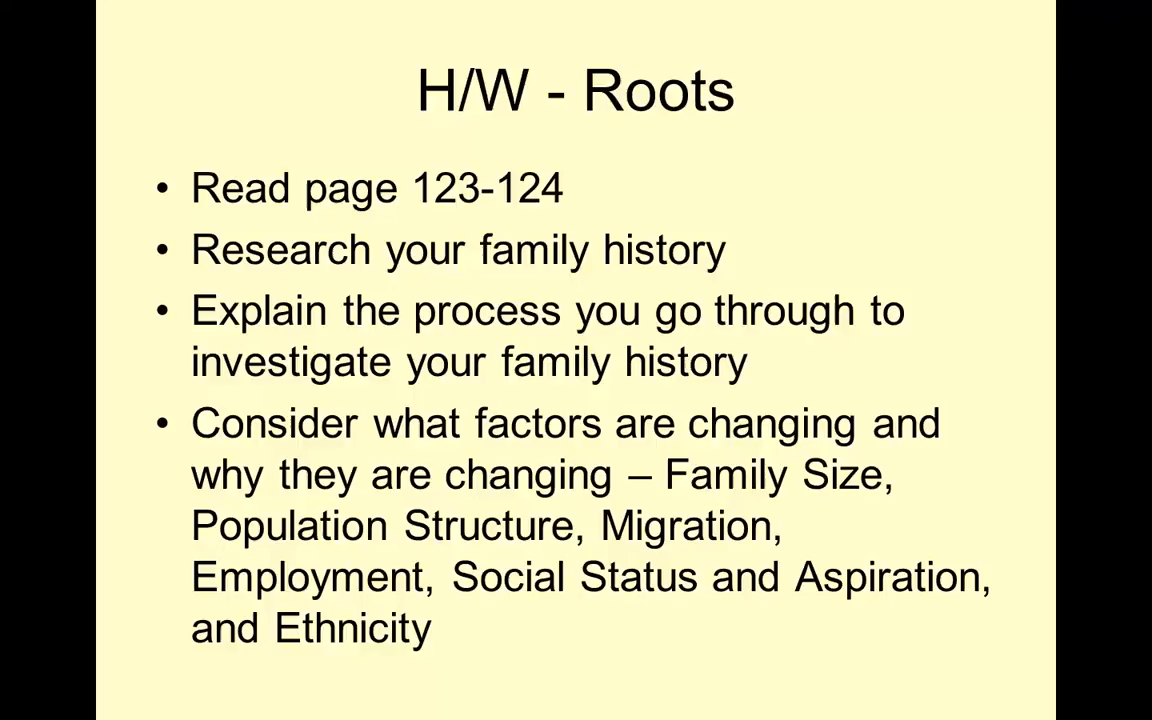 H/W - Roots
• Read page 123-124
• Research your family history
• Explain the process you go through to
investigate your family history
• Consider what factors are changing and
why they are changing – Family Size,
Population Structure, Migration,
Employment, Social Status and Aspiration,
and Ethnicity